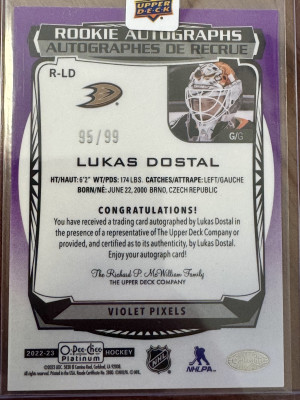 UPPER DECK
ROOKIE AUTOGRAPHS
AUTOGRAPHES DE RECRUE
R-LD
95/99
G/G
LUKAS DOSTAL
HT/HAUT: 6'2" WT/PDS: 174 LBS. CATCHES/ATTRAPE: LEFT/GAUCHE
BORN/NÉ: JUNE 22, 2000 BRNO, CZECH REPUBLIC
CONGRATULATIONS!
You have received a trading card autographed by Lukas Dostal in
the presence of a representative of The Upper Deck Company or
provided, and certified as to its authenticity, by Lukas Dostal.
Enjoy your autograph card!
The Richard P. McWilliam Family
THE UPPER DECK COMPANY
VIOLET PIXELS
2022-23 O-Pee-Chee Platinum HOCKEY
NHL
NHLPA